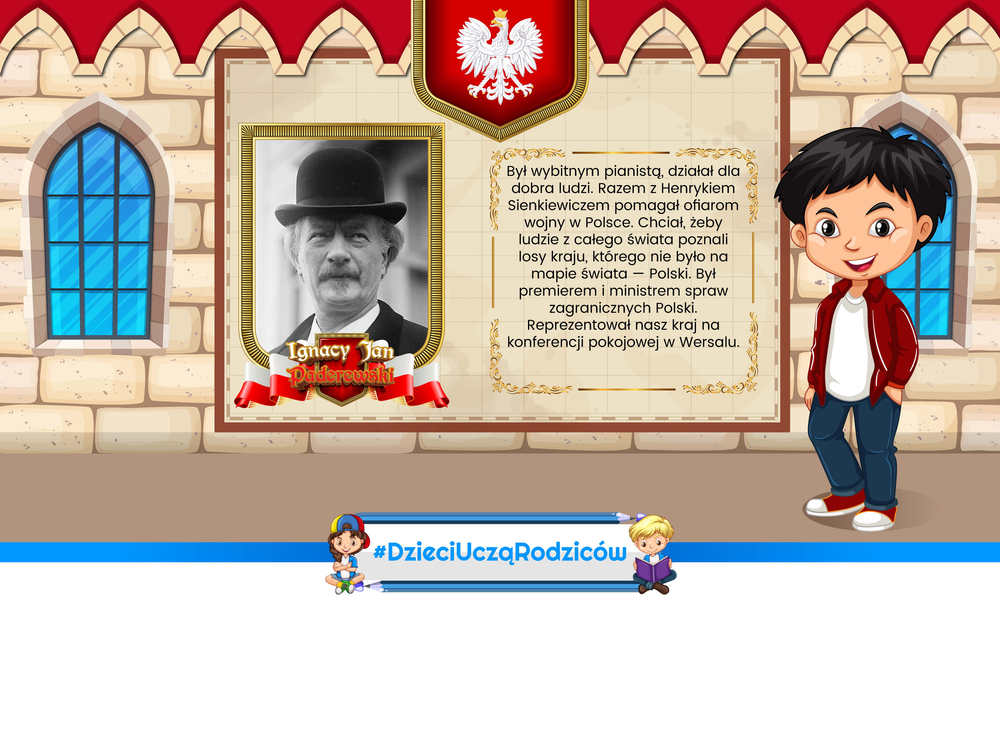 Ignacy Jan
Paderewski
Był wybitnym pianistą, działał dla
dobra ludzi. Razem z Henrykiem
Sienkiewiczem pomagał ofiarom
wojny w Polsce. Chciał, żeby
ludzie z całego świata poznali
losy kraju, którego nie było na
mapie świata — Polski. Był
premierem i ministrem spraw
zagranicznych Polski.
Reprezentował nasz kraj na
konferencji pokojowej w Wersalu.
#DzieciUcząRodziców